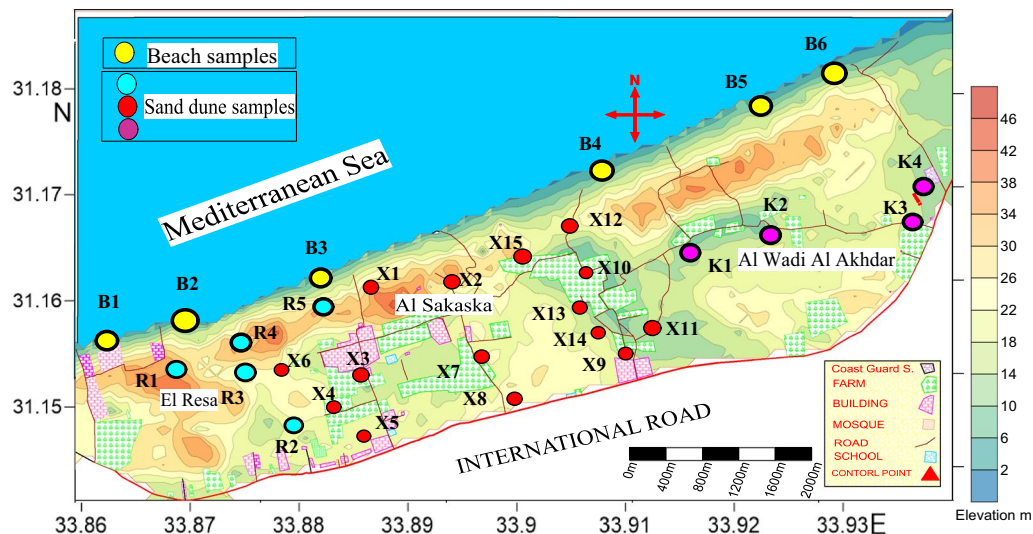 Beach samples
Sand dune samples
Mediterranean Sea
N
B1
B2
B3
B4
B5
B6
R1
R2
R3
R4
R5
X1
X2
X3
X4
X5
X6
X7
X8
X9
X10
X11
X12
X13
X14
X15
K1
K2
K3
K4
El Resa
Al Sakaska
Al Wadi Al Akhdar
INTERNATIONAL ROAD
0m
400m
800m
1200m
1600m
2000m
Coast Guard S.
FARM
BUILDING
MOSQUE
ROAD
SCHOOL
CONTORL POINT
31.18
N
31.17
31.16
31.15
33.86
33.87
33.88
33.89
33.9
33.91
33.92
33.93
E
46
42
38
34
30
26
22
18
14
10
6
2
Elevation m